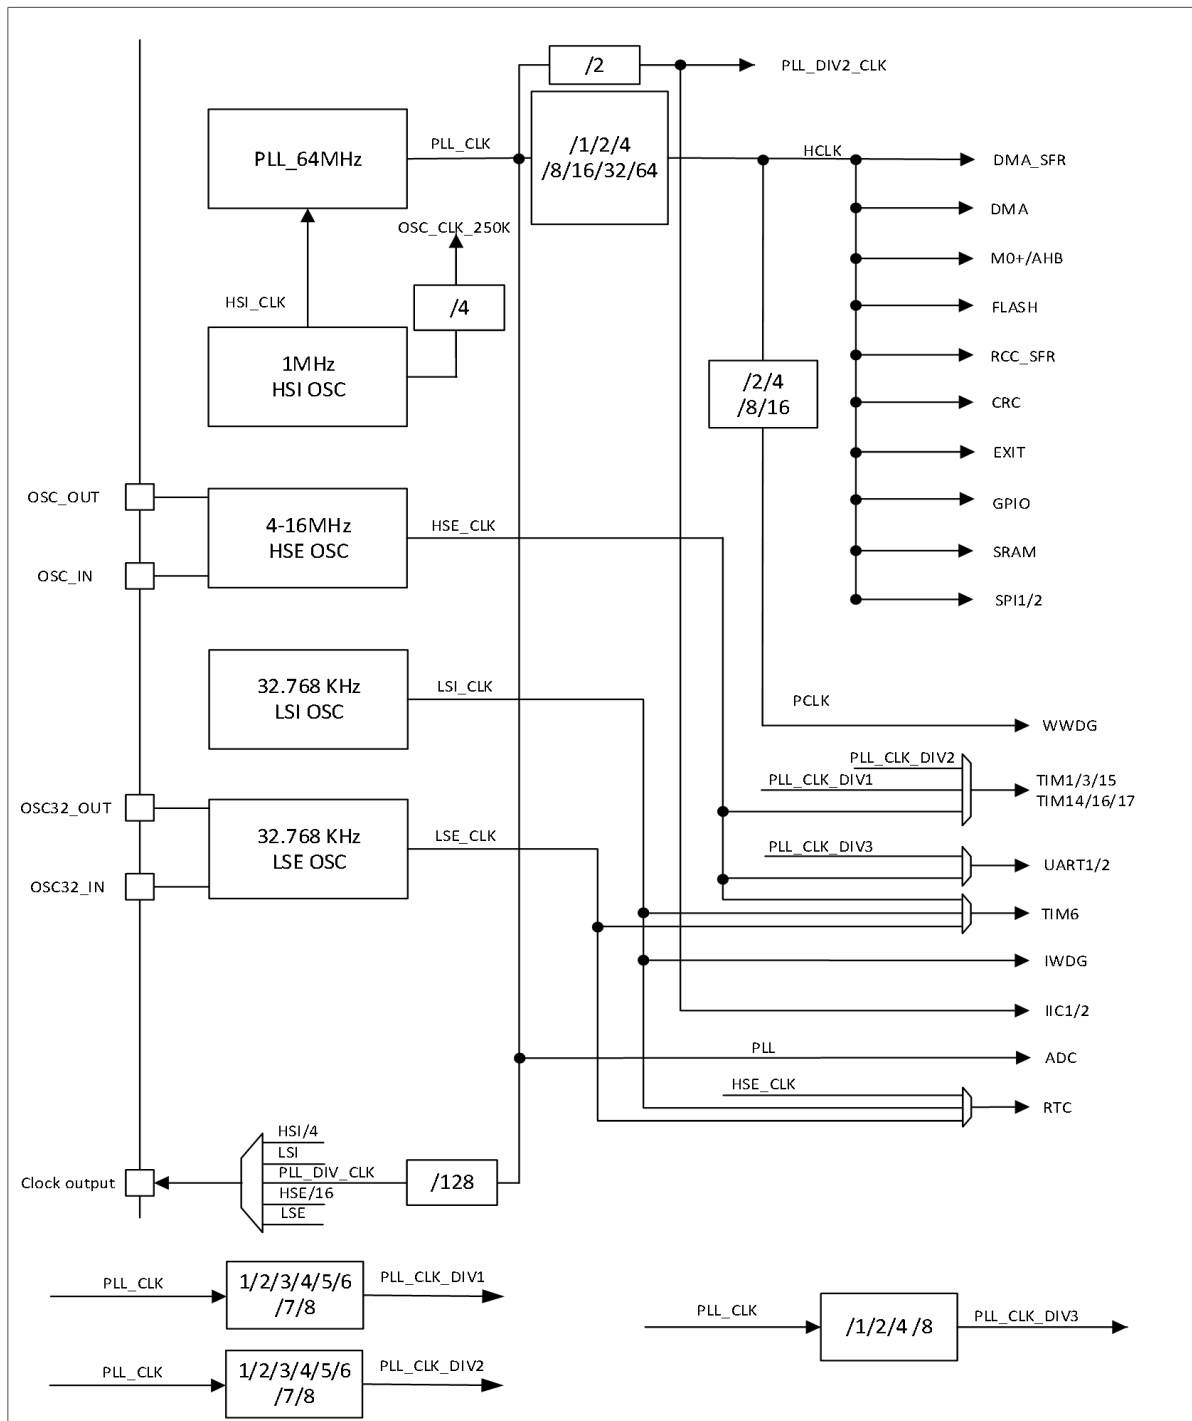 /2
PLL_DIV2_CLK
PLL_64MHz
PLL_CLK
/1/2/4
/8/16/32/64
HCLK
DMA_SFR
DMA
OSC_CLK_250K
M0+/AHB
HSI_CLK
/4
FLASH
1MHz
HSI OSC
RCC_SFR
/2/4
/8/16
CRC
EXIT
OSC_OUT
4-16MHz
HSE OSC
HSE_CLK
GPIO
SRAM
OSC_IN
SPI1/2
32.768 KHz
LSI OSC
LSI_CLK
PCLK
WWDG
PLL_CLK_DIV2
PLL_CLK_DIV1
TIM1/3/15
TIM14/16/17
OSC32_OUT
32.768 KHz
LSE OSC
LSE_CLK
PLL_CLK_DIV3
UART1/2
OSC32_IN
TIM6
IWDG
IIC1/2
PLL
ADC
HSE_CLK
RTC
HSI/4
LSI
PLL_DIV_CLK
HSE/16
LSE
/128
Clock output
PLL_CLK
1/2/3/4/5/6
/7/8
PLL_CLK_DIV1
PLL_CLK
/1/2/4 /8
PLL_CLK_DIV3
PLL_CLK
1/2/3/4/5/6
/7/8
PLL_CLK_DIV2